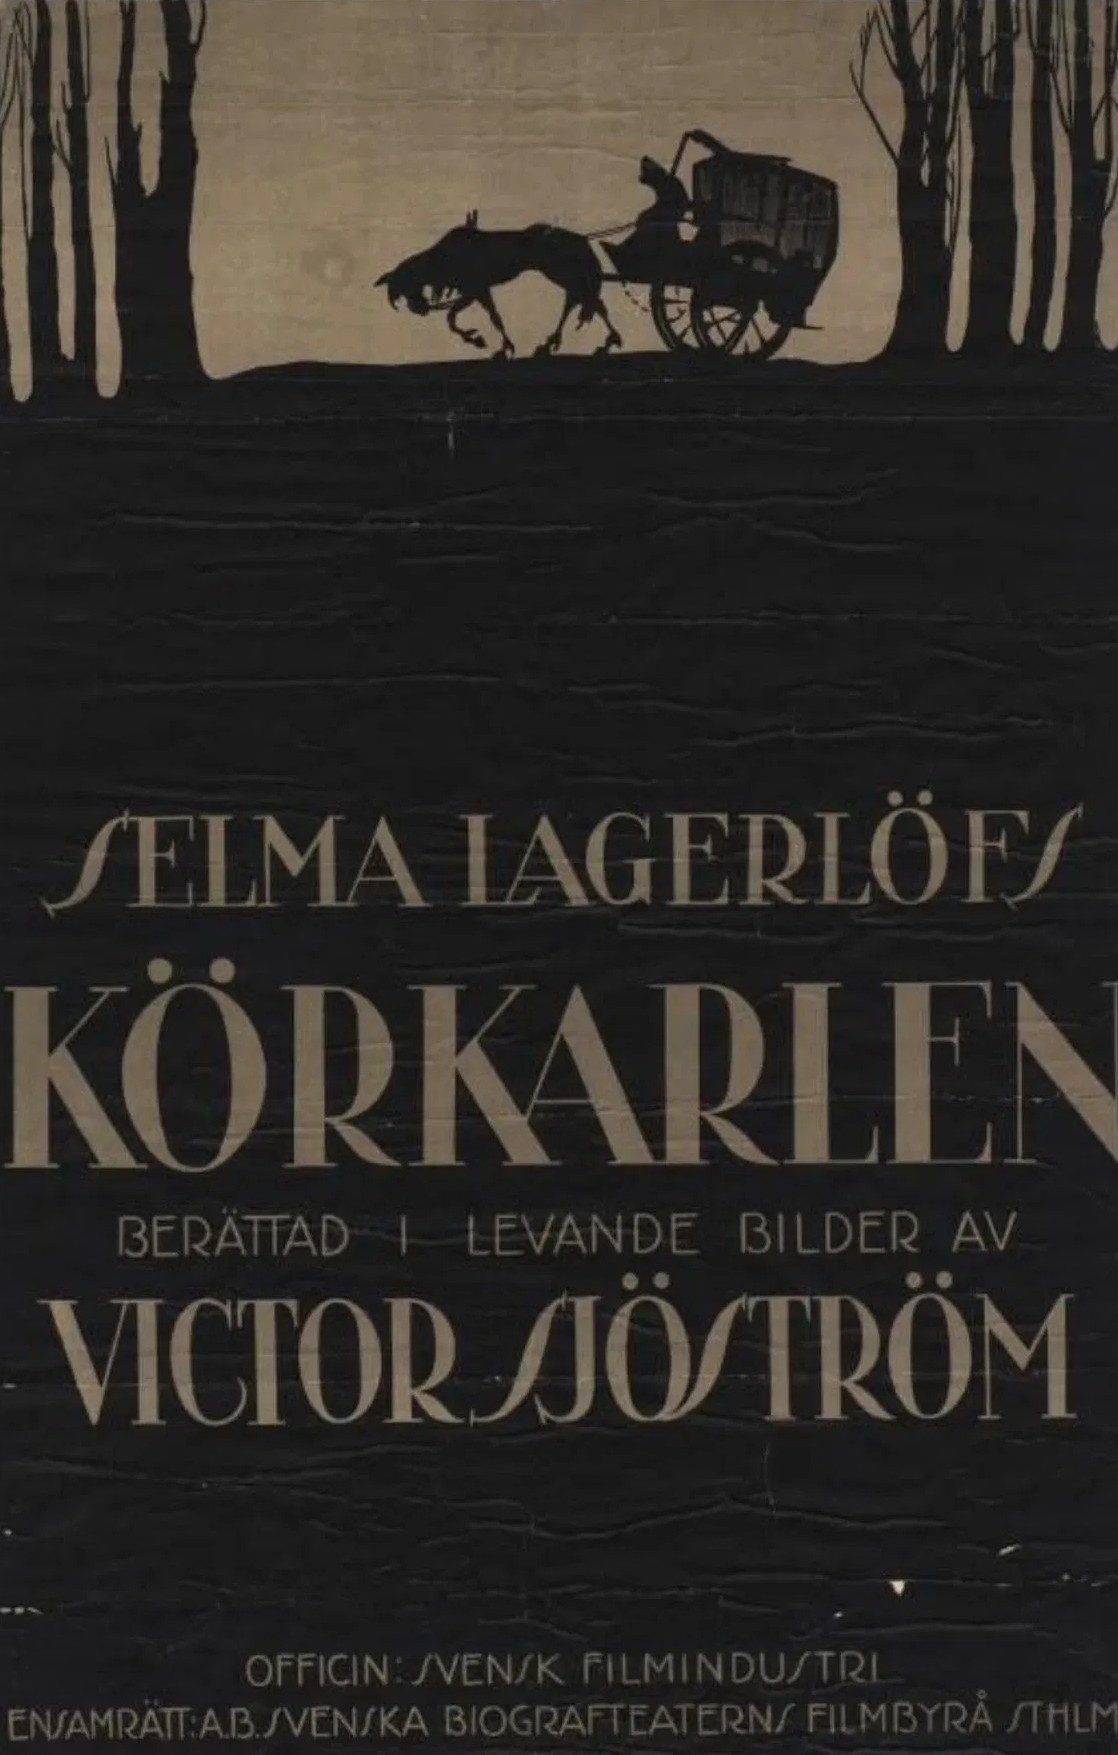 SELMA LAGERLÖFS
KÖRKARLEN
BERÄTTAD I LEVANDE BILDER AV
VICTOR SJÖSTRÖM
OFFICIN: SVENSK FILMINDUSTRI
ENSAMRÄTT: A.B. SVENSKA BIOGRAFTEATERNS FILMBYRÅ STHLM